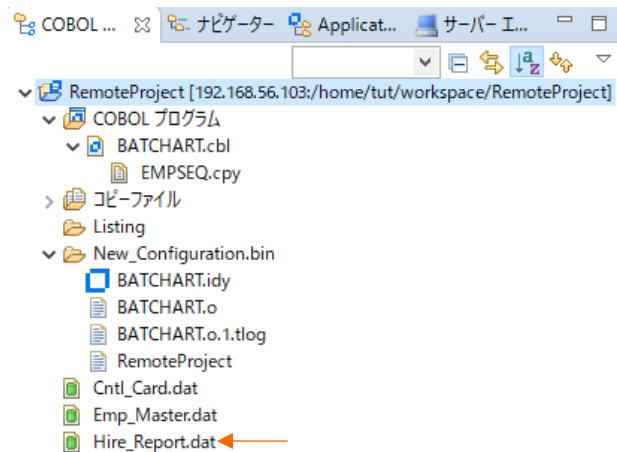 COBOL ... ナビゲーター Applicat... サーバー エ...
RemoteProject [192.168.56.103:/home/tut/workspace/RemoteProject]
COBOL プログラム
BATCHART.cbl
EMPSEQ.cpy
コピーファイル
Listing
New_Configuration.bin
BATCHART.idy
BATCHART.o
BATCHART.o.1.tlog
RemoteProject
Cntl_Card.dat
Emp_Master.dat
Hire_Report.dat